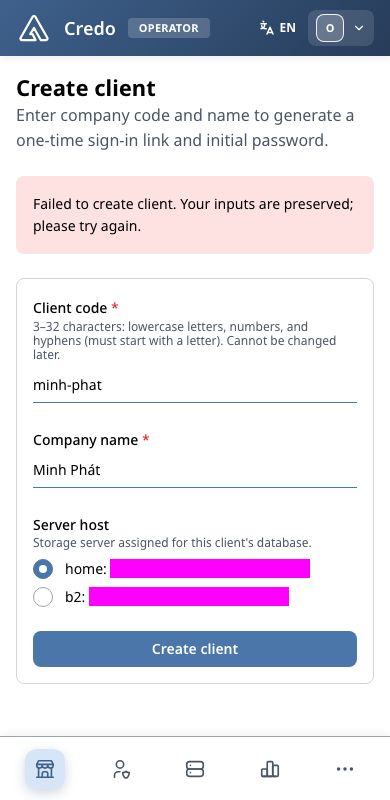 Credo OPERATOR EN O
Create client
Enter company code and name to generate a
one-time sign-in link and initial password.
Failed to create client. Your inputs are preserved;
please try again.
Client code *
3–32 characters: lowercase letters, numbers, and
hyphens (must start with a letter). Cannot be changed
later.
minh-phat
Company name *
Minh Phát
Server host
Storage server assigned for this client's database.
home:
b2:
Create client